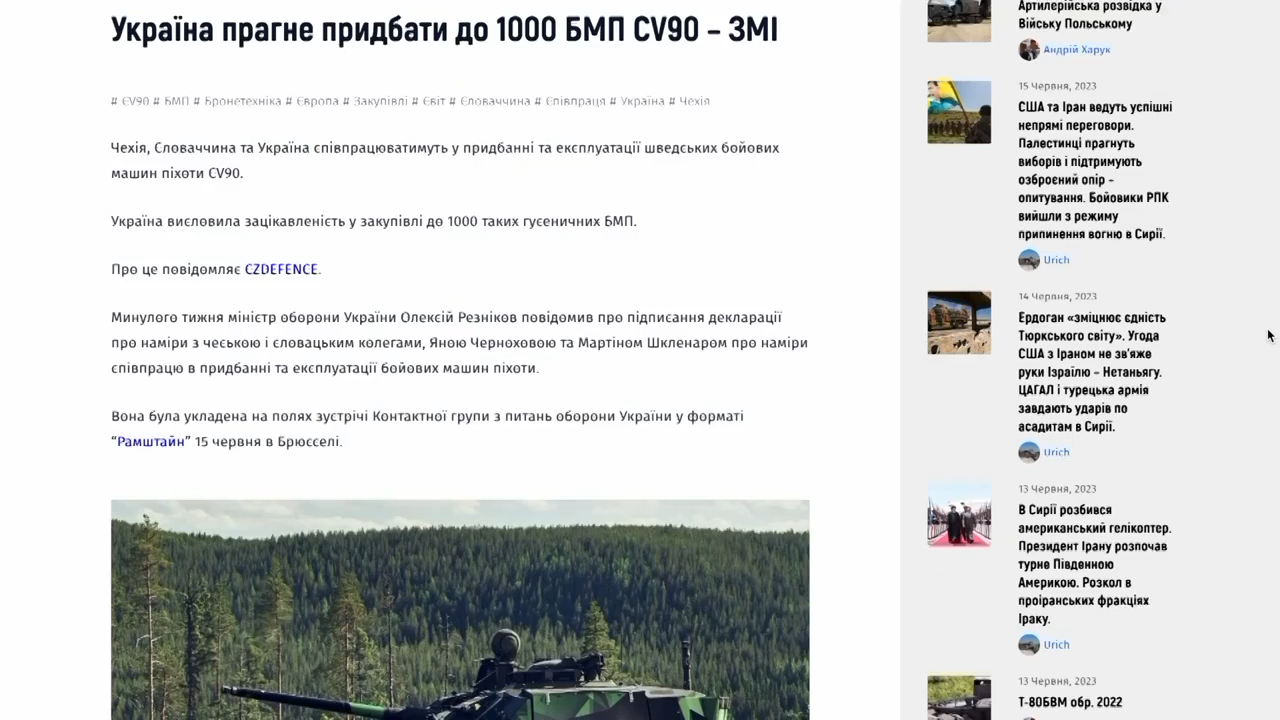 Україна прагне придбати до 1000 БМП CV90 – ЗМІ
# CV90 # БМП # Бронетехніка # Європа # Закупівлі # Світ # Словаччина # Співпраця # Україна # Чехія
Чехія, Словаччина та Україна співпрацюватимуть у придбанні та експлуатації шведських бойових
машин піхоти CV90.
Україна висловила зацікавленість у закупівлі до 1000 таких гусеничних БМП.
Про це повідомляє CZDEFENCE.
Минулого тижня міністр оборони України Олексій Резніков повідомив про підписання декларації
про наміри з чеською і словацьким колегами, Яною Черноховою та Мартіном Шкленаром про наміри
співпрацю в придбанні та експлуатації бойових машин піхоти.
Вона була укладена на полях зустрічі Контактної групи з питань оборони України у форматі
“Рамштайн” 15 червня в Брюсселі.
Артилерійська розвідка у
Війську Польському
Андрій Харук
15 Червня, 2023
США та Іран ведуть успішні
непрямі переговори.
Палестинці прагнуть
виборів і підтримують
озброєний опір –
опитування. Бойовики РПК
вийшли з режиму
припинення вогню в Сирії.
Urich
14 Червня, 2023
Ердоган «зміцнює єдність
Тюркського світу». Угода
США з Іраном не зв'яже
руки Ізраїлю – Нетаньягу.
ЦАГАЛ і турецька армія
завдають ударів по
асадитам в Сирії.
Urich
13 Червня, 2023
В Сирії розбився
американський гелікоптер.
Президент Ірану розпочав
турне Південною
Америкою. Розкол в
проіранських фракціях
Іраку.
Urich
13 Червня, 2023
Т-80БВМ обр. 2022